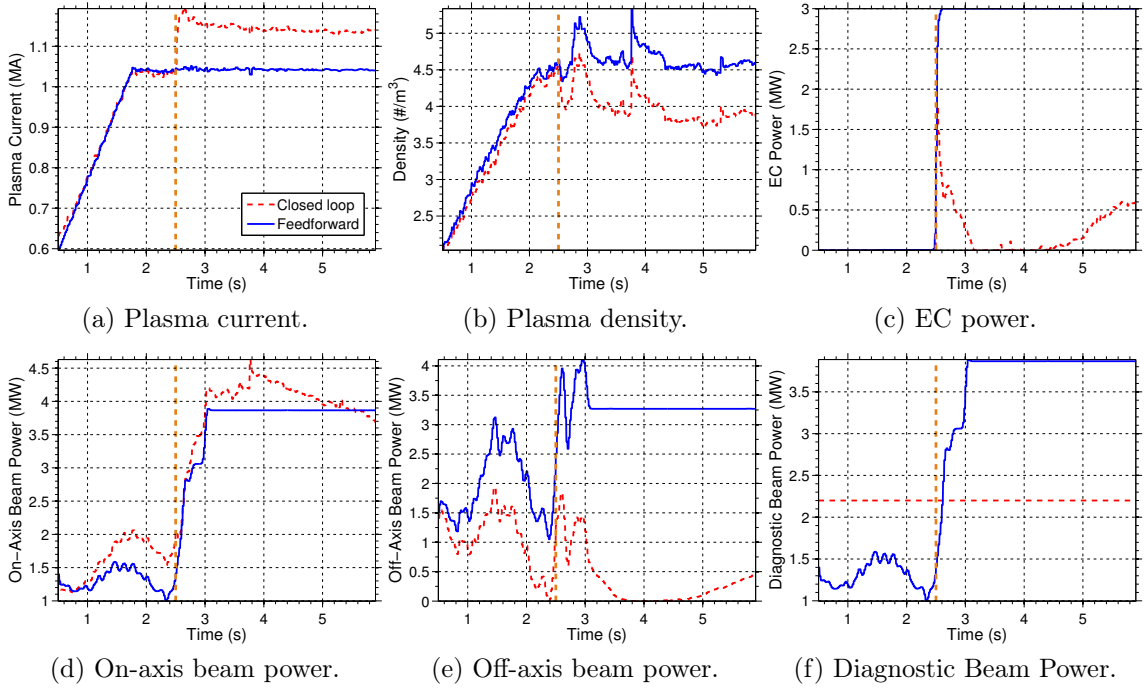 Plasma Current (MA)
1.1
1
0.9
0.8
0.7
0.6
1 2 3 4 5
Time (s)
Closed loop
Feedforward
(a) Plasma current.
Density (#/m³)
5
4.5
4
3.5
3
2.5
1 2 3 4 5
Time (s)
(b) Plasma density.
EC Power (MW)
3
2.5
2
1.5
1
0.5
0
1 2 3 4 5
Time (s)
(c) EC power.
On−Axis Beam Power (MW)
4.5
4
3.5
3
2.5
2
1.5
1
1 2 3 4 5
Time (s)
(d) On-axis beam power.
Off−Axis Beam Power (MW)
4
3.5
3
2.5
2
1.5
1
0.5
0
1 2 3 4 5
Time (s)
(e) Off-axis beam power.
Diagnostic Beam Power (MW)
3.5
3
2.5
2
1.5
1
1 2 3 4 5
Time (s)
(f) Diagnostic Beam Power.